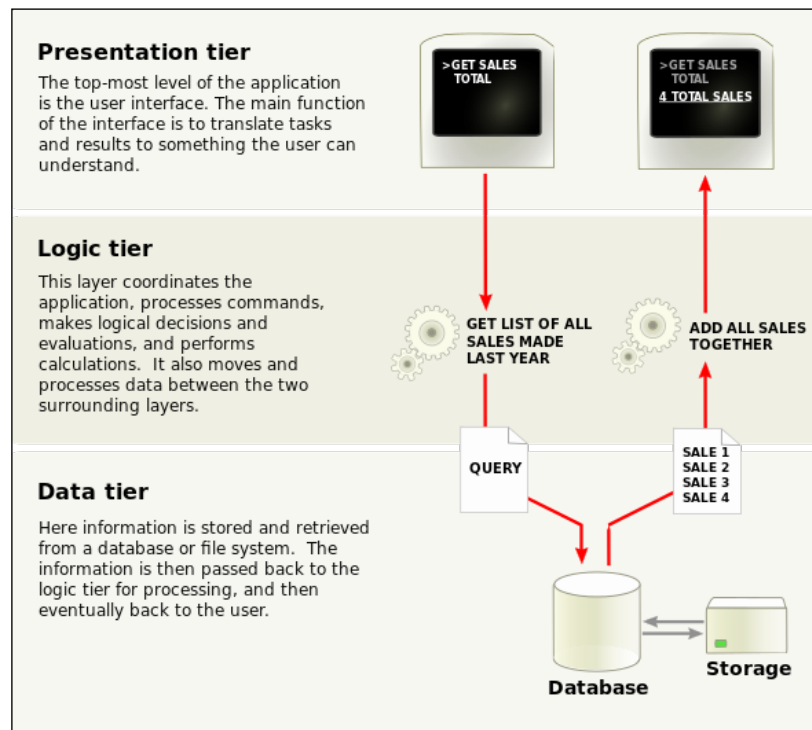 Presentation tier
The top-most level of the application
is the user interface. The main function
of the interface is to translate tasks
and results to something the user can
understand.
>GET SALES
TOTAL
>GET SALES
TOTAL
4 TOTAL SALES
Logic tier
This layer coordinates the
application, processes commands,
makes logical decisions and
evaluations, and performs
calculations.  It also moves and
processes data between the two
surrounding layers.
GET LIST OF ALL
SALES MADE
LAST YEAR
ADD ALL SALES
TOGETHER
QUERY
SALE 1
SALE 2
SALE 3
SALE 4
Data tier
Here information is stored and retrieved
from a database or file system.  The
information is then passed back to the
logic tier for processing, and then
eventually back to the user.
Database
Storage